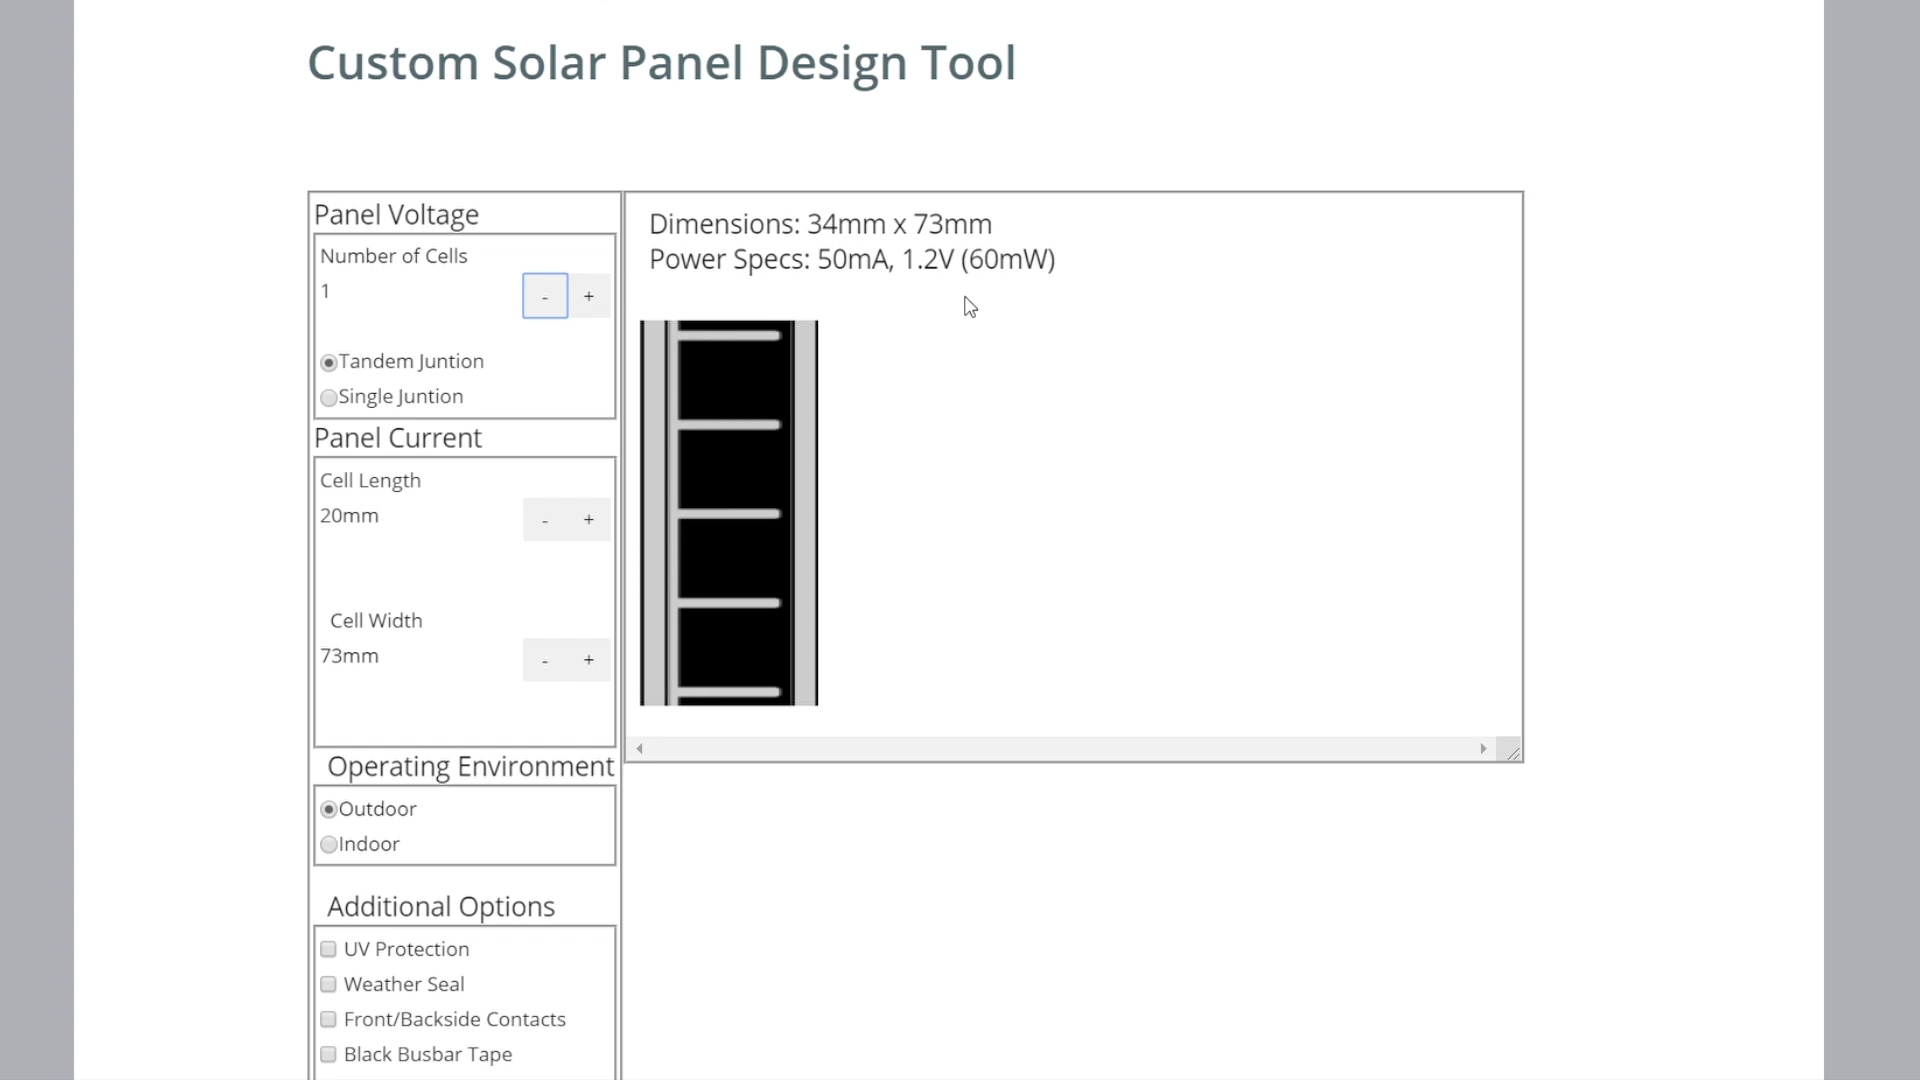 Custom Solar Panel Design Tool
Panel Voltage
Number of Cells
1
-
+
Tandem Juntion
Single Juntion
Panel Current
Cell Length
20mm
-
+
Cell Width
73mm
-
+
Operating Environment
Outdoor
Indoor
Additional Options
UV Protection
Weather Seal
Front/Backside Contacts
Black Busbar Tape
Dimensions: 34mm x 73mm
Power Specs: 50mA, 1.2V (60mW)